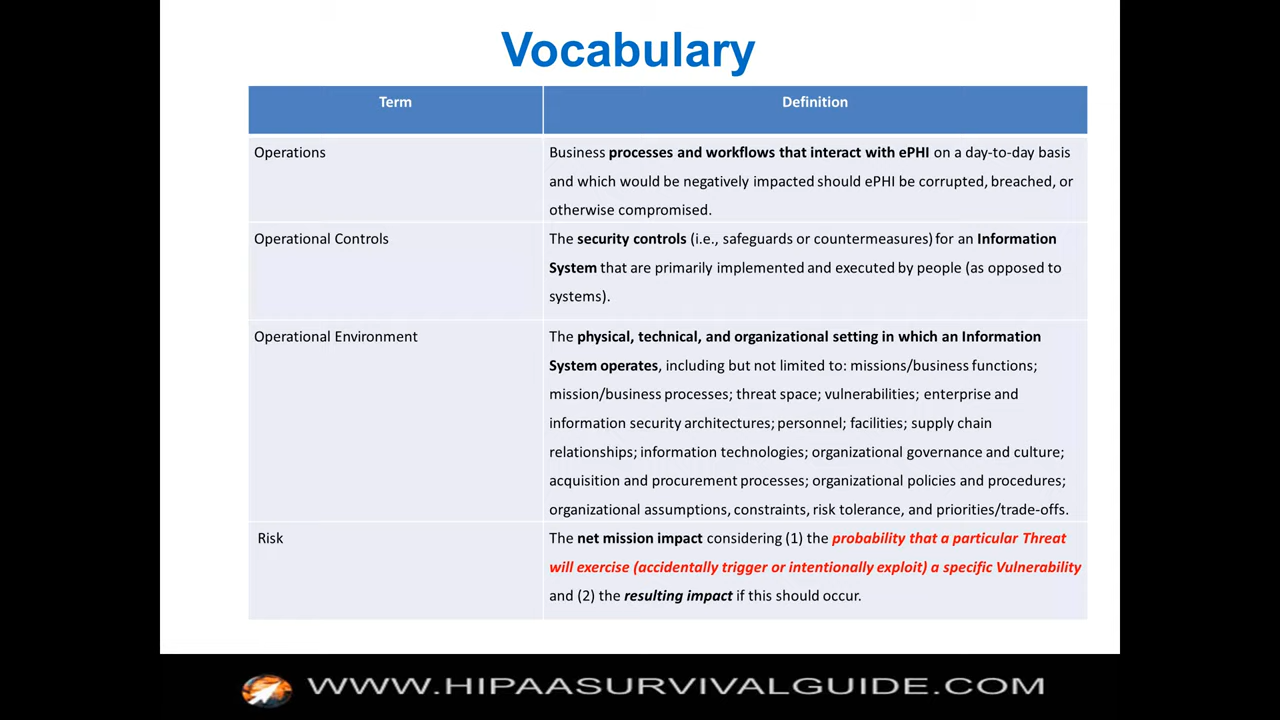 Vocabulary
Term
Definition
Operations
Business processes and workflows that interact with ePHI on a day-to-day basis
and which would be negatively impacted should ePHI be corrupted, breached, or
otherwise compromised.
Operational Controls
The security controls (i.e., safeguards or countermeasures) for an Information
System that are primarily implemented and executed by people (as opposed to
systems).
Operational Environment
The physical, technical, and organizational setting in which an Information
System operates, including but not limited to: missions/business functions;
mission/business processes; threat space; vulnerabilities; enterprise and
information security architectures; personnel; facilities; supply chain
relationships; information technologies; organizational governance and culture;
acquisition and procurement processes; organizational policies and procedures;
organizational assumptions, constraints, risk tolerance, and priorities/trade-offs.
Risk
The net mission impact considering (1) the probability that a particular Threat
will exercise (accidentally trigger or intentionally exploit) a specific Vulnerability
and (2) the resulting impact if this should occur.
WWW.HIPAASURVIVALGUIDE.COM